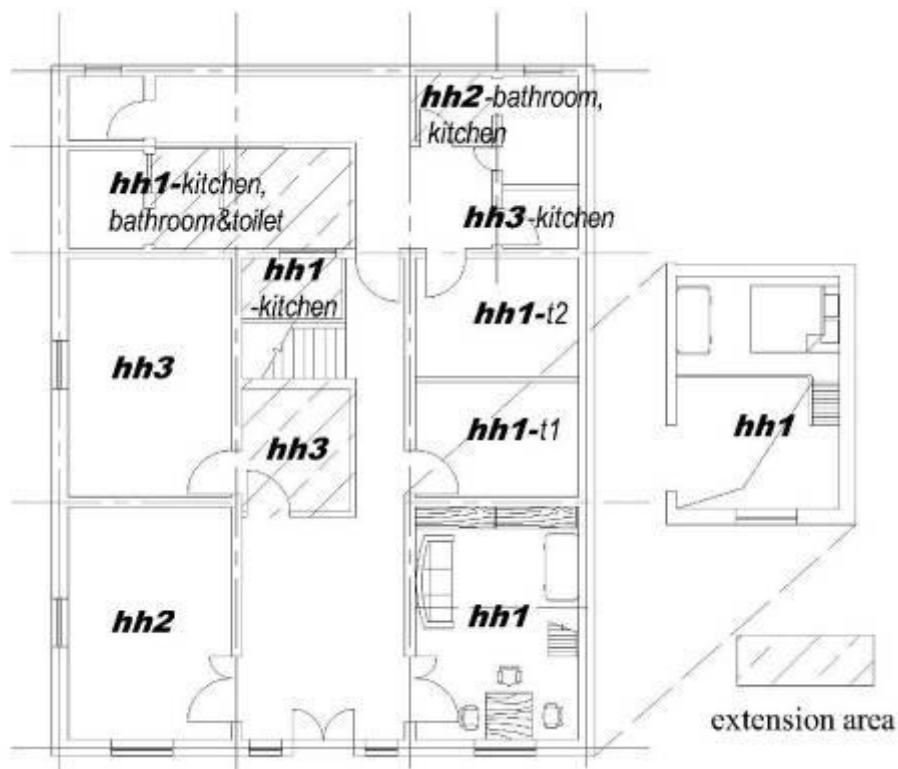 hh2-bathroom,
kitchen
hh1-kitchen,
bathroom&toilet
hh3-kitchen
hh1
-kitchen
hh1-t2
hh3
hh1-t1
hh3
hh1
hh2
hh1
extension area